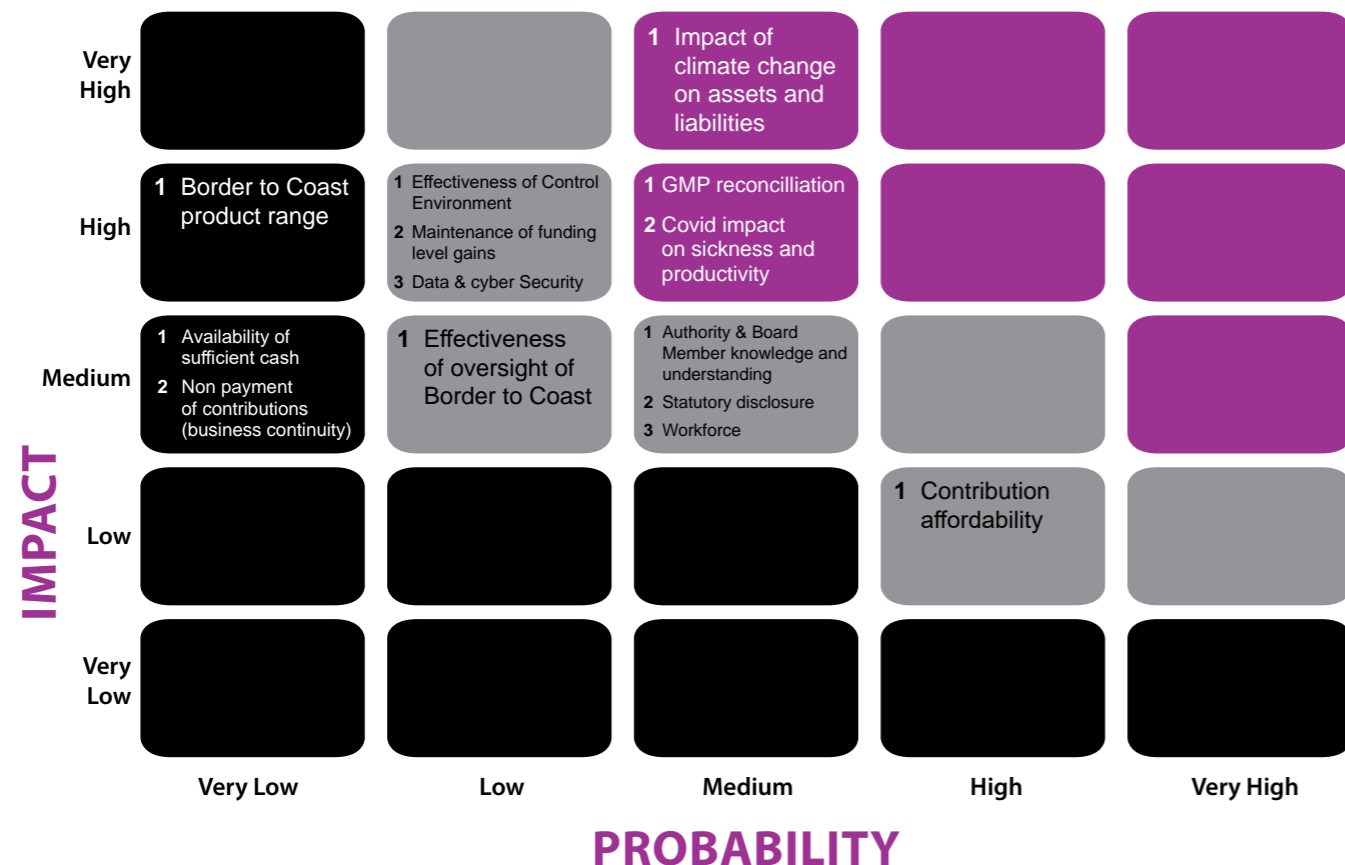 Very
High
1 Impact of
climate change
on assets and
liabilities
High
1 Border to Coast
product range
1 Effectiveness of Control
Environment
2 Maintenance of funding
level gains
3 Data & cyber Security
1 GMP reconcilliation
2 Covid impact
on sickness and
productivity
Medium
1 Availability of
sufficient cash
2 Non payment
of contributions
(business continuity)
1 Effectiveness
of oversight of
Border to Coast
1 Authority & Board
Member knowledge and
understanding
2 Statutory disclosure
3 Workforce
IMPACT
Low
1 Contribution
affordability
Very
Low
Very Low
Low
Medium
High
Very High
PROBABILITY